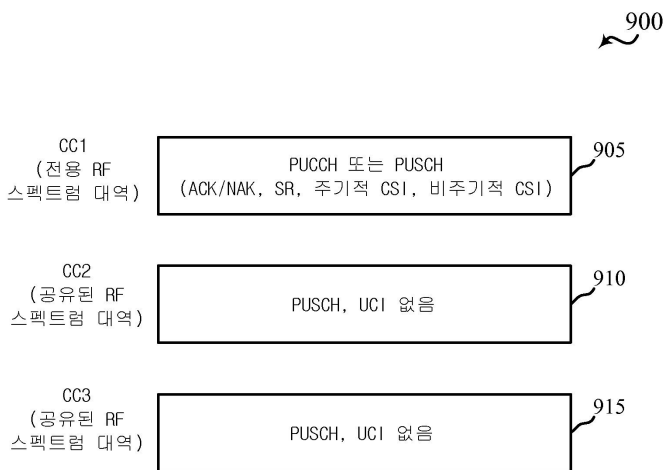 900
CC1
(전용 RF
스펙트럼 대역)
PUCCH 또는 PUSCH
(ACK/NAK, SR, 주기적 CSI, 비주기적 CSI)
905
CC2
(공유된 RF
스펙트럼 대역)
PUSCH, UCI 없음
910
CC3
(공유된 RF
스펙트럼 대역)
PUSCH, UCI 없음
915